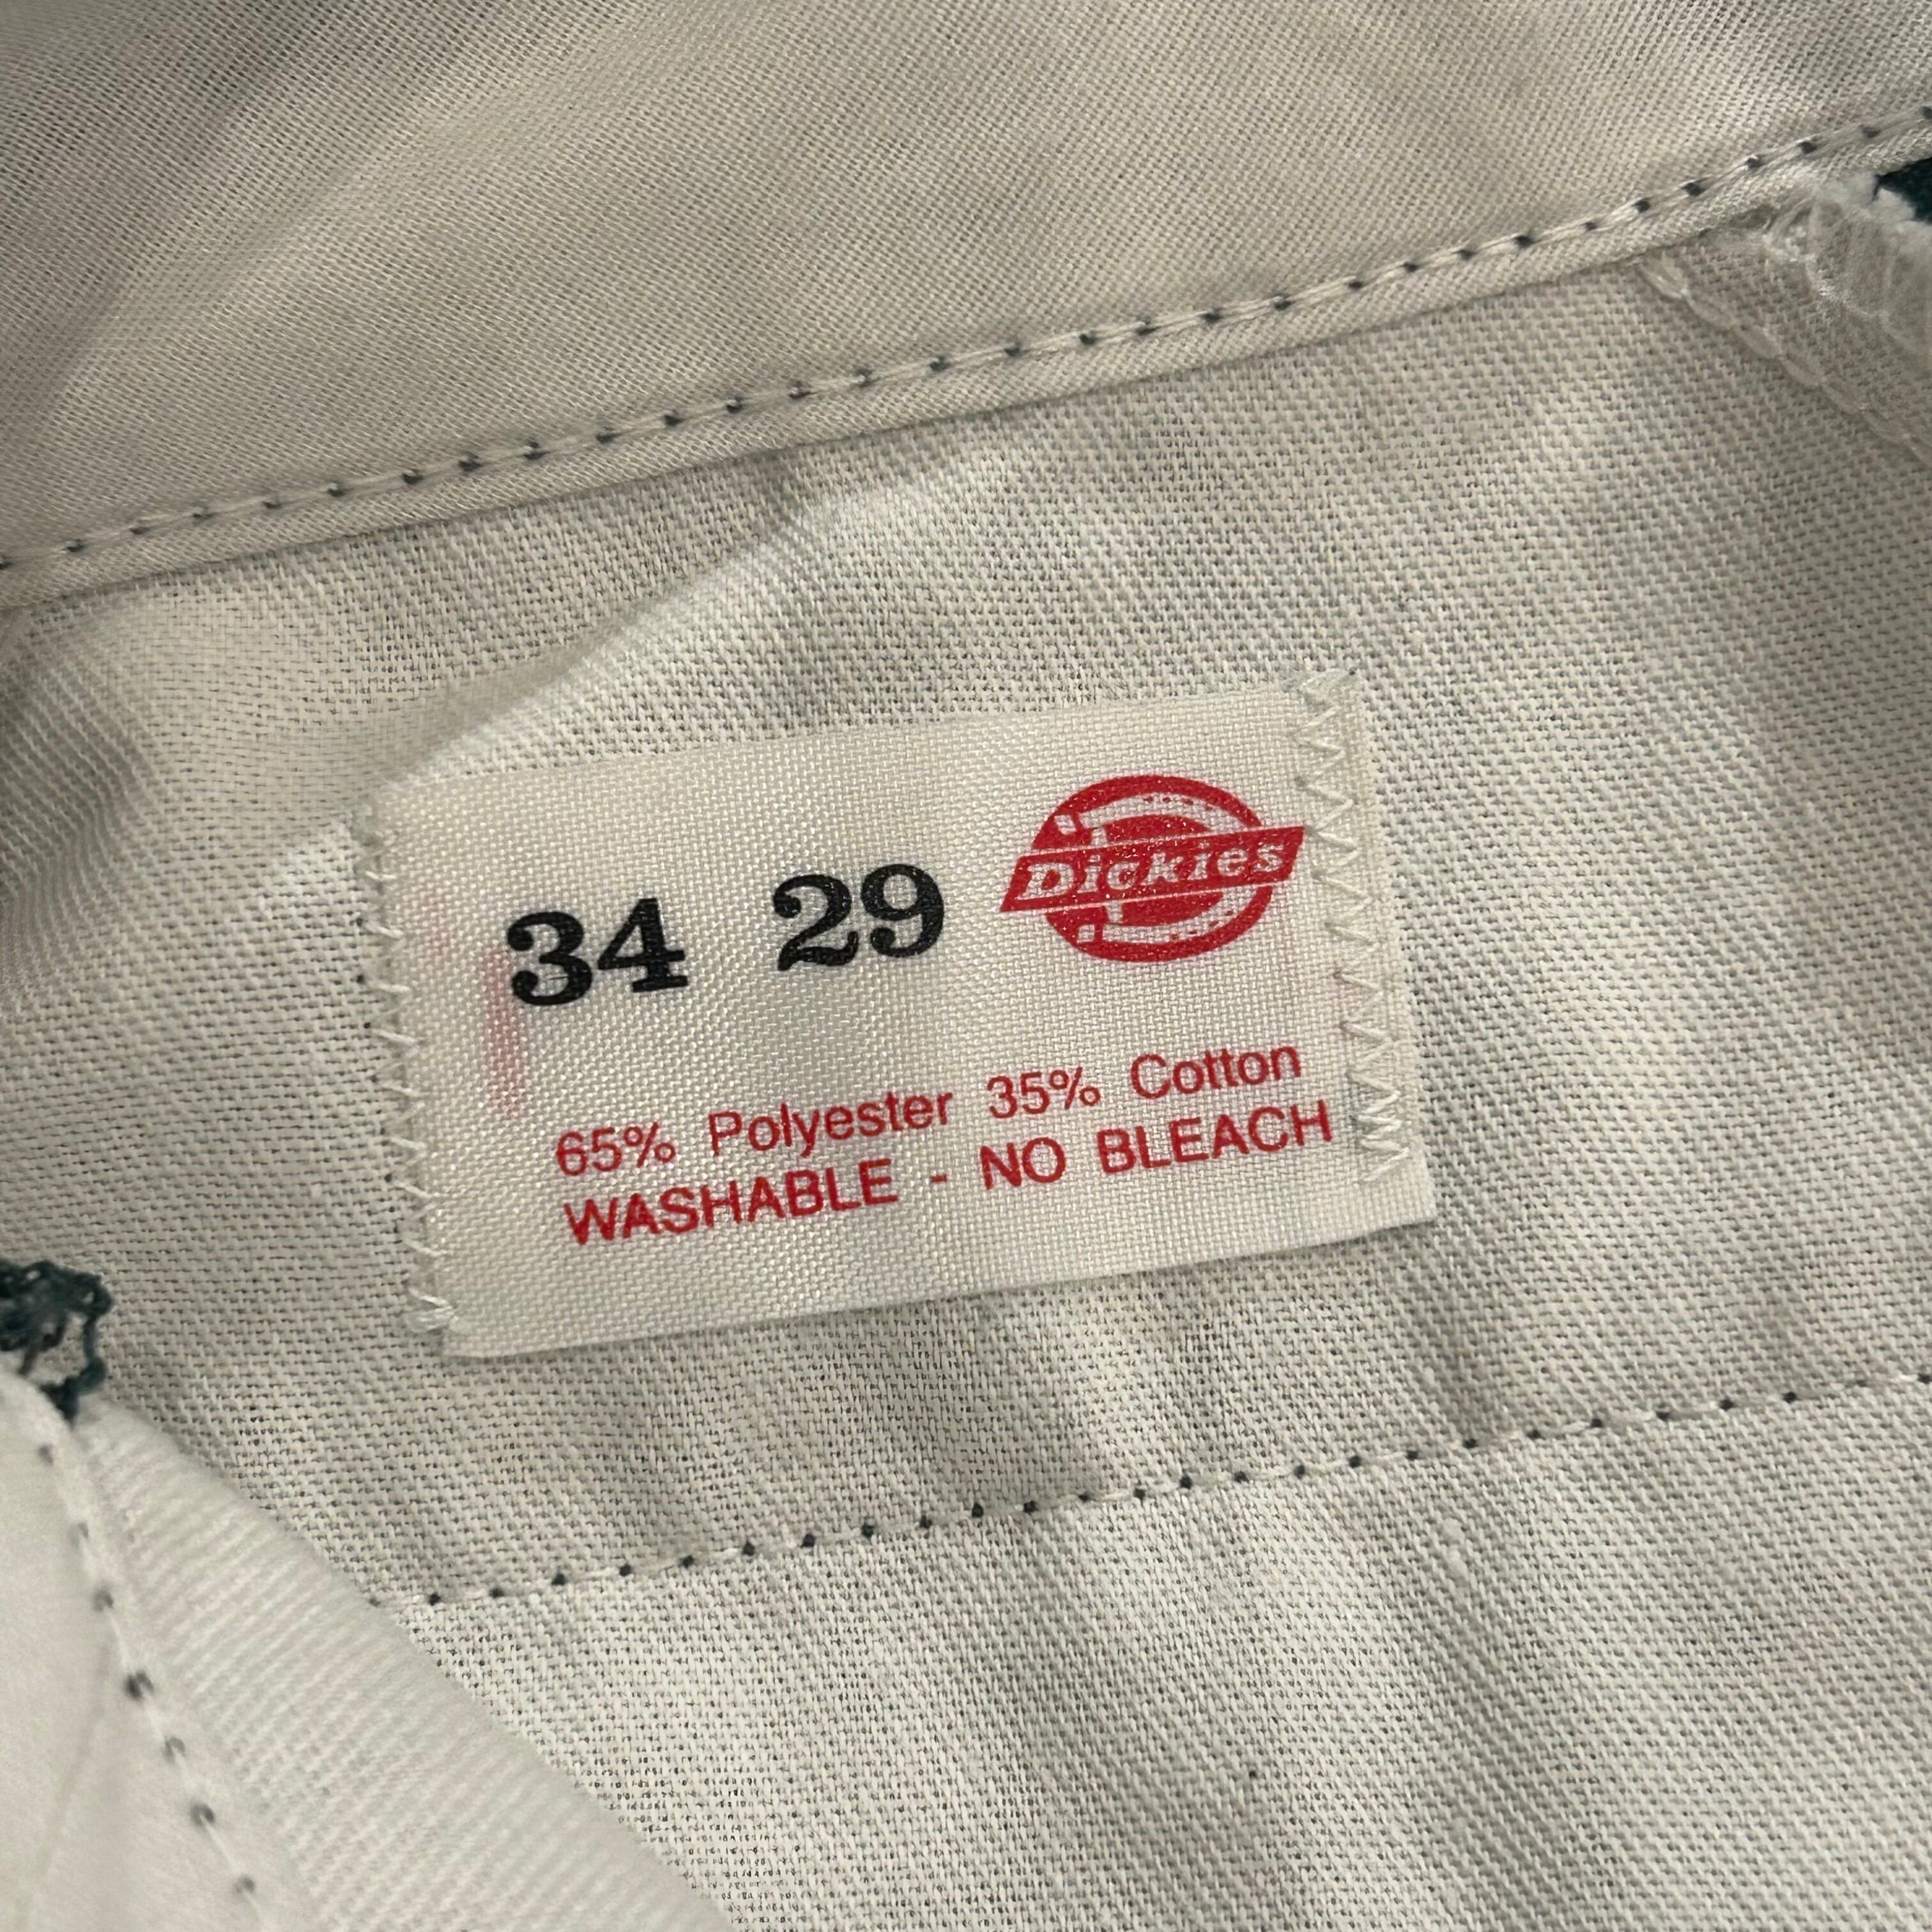 34 29 Dickies
65% Polyester 35% Cotton
WASHABLE - NO BLEACH